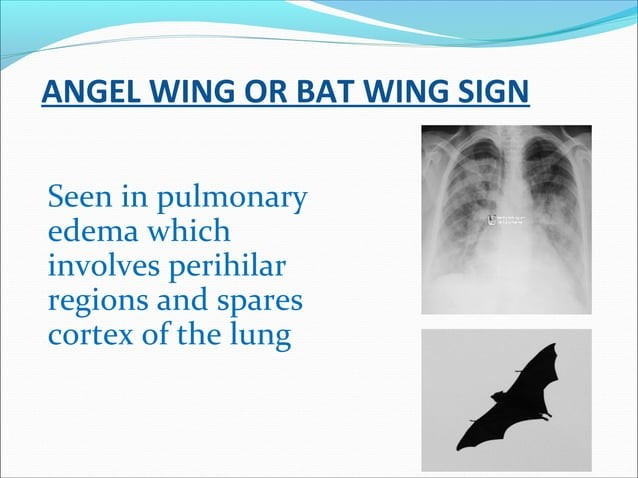 ANGEL WING OR BAT WING SIGN
Seen in pulmonary
edema which
involves perihilar
regions and spares
cortex of the lung